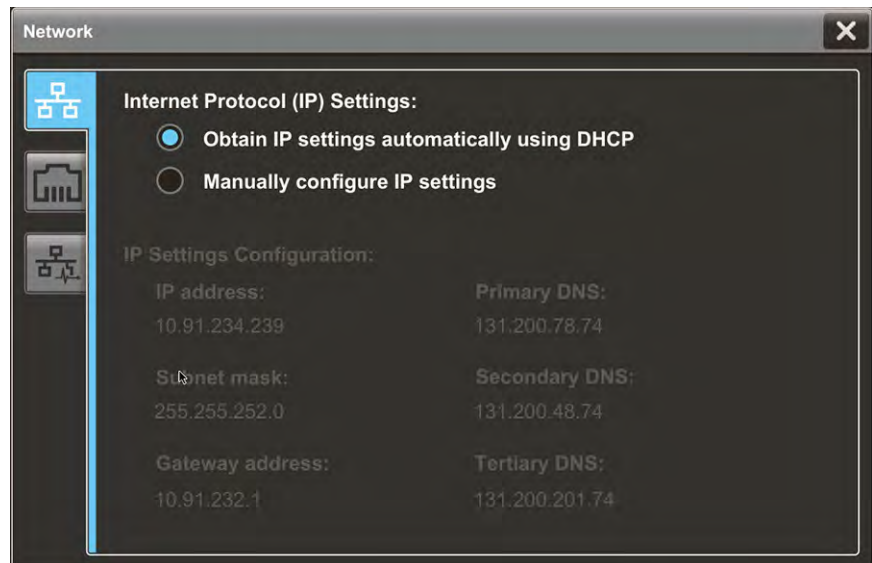 Network
Internet Protocol (IP) Settings:
Obtain IP settings automatically using DHCP
Manually configure IP settings
IP Settings Configuration:
IP address:
10.91.234.239
Subnet mask:
255.255.252.0
Gateway address:
10.91.232.1
Primary DNS:
131.200.78.74
Secondary DNS:
131.200.48.74
Tertiary DNS:
131.200.201.74